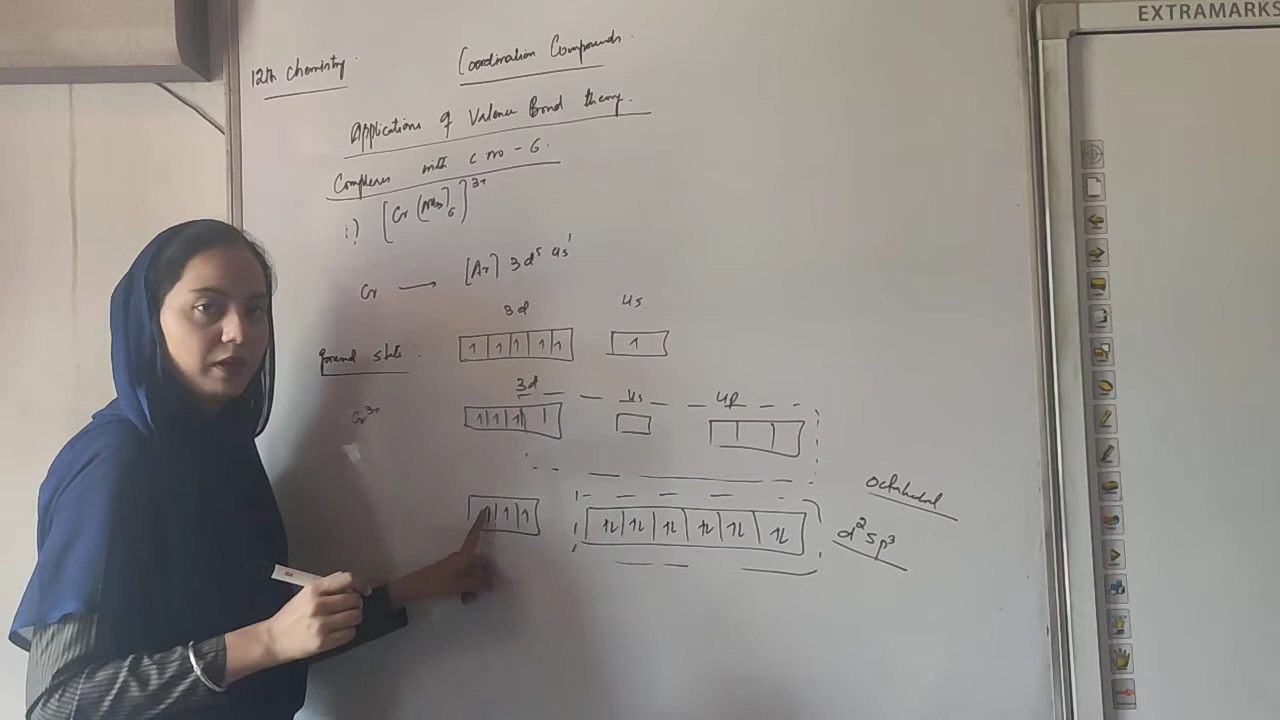 EXTRAMARKS
12th chemistry.
Coordination Compounds.
Applications of Valence Bond theory.
Complexes with c no - 6.
1) [Cr (NH3)6]3+
Cr → [Ar] 3d5 4s1
3d 4s
ground state: 1 1 1 1 1 1
3d 4s 4p
Cr3+ 1 1 1
1 1 1 1L 1L 1L 1L 1L 1L
octahedral
d2sp3